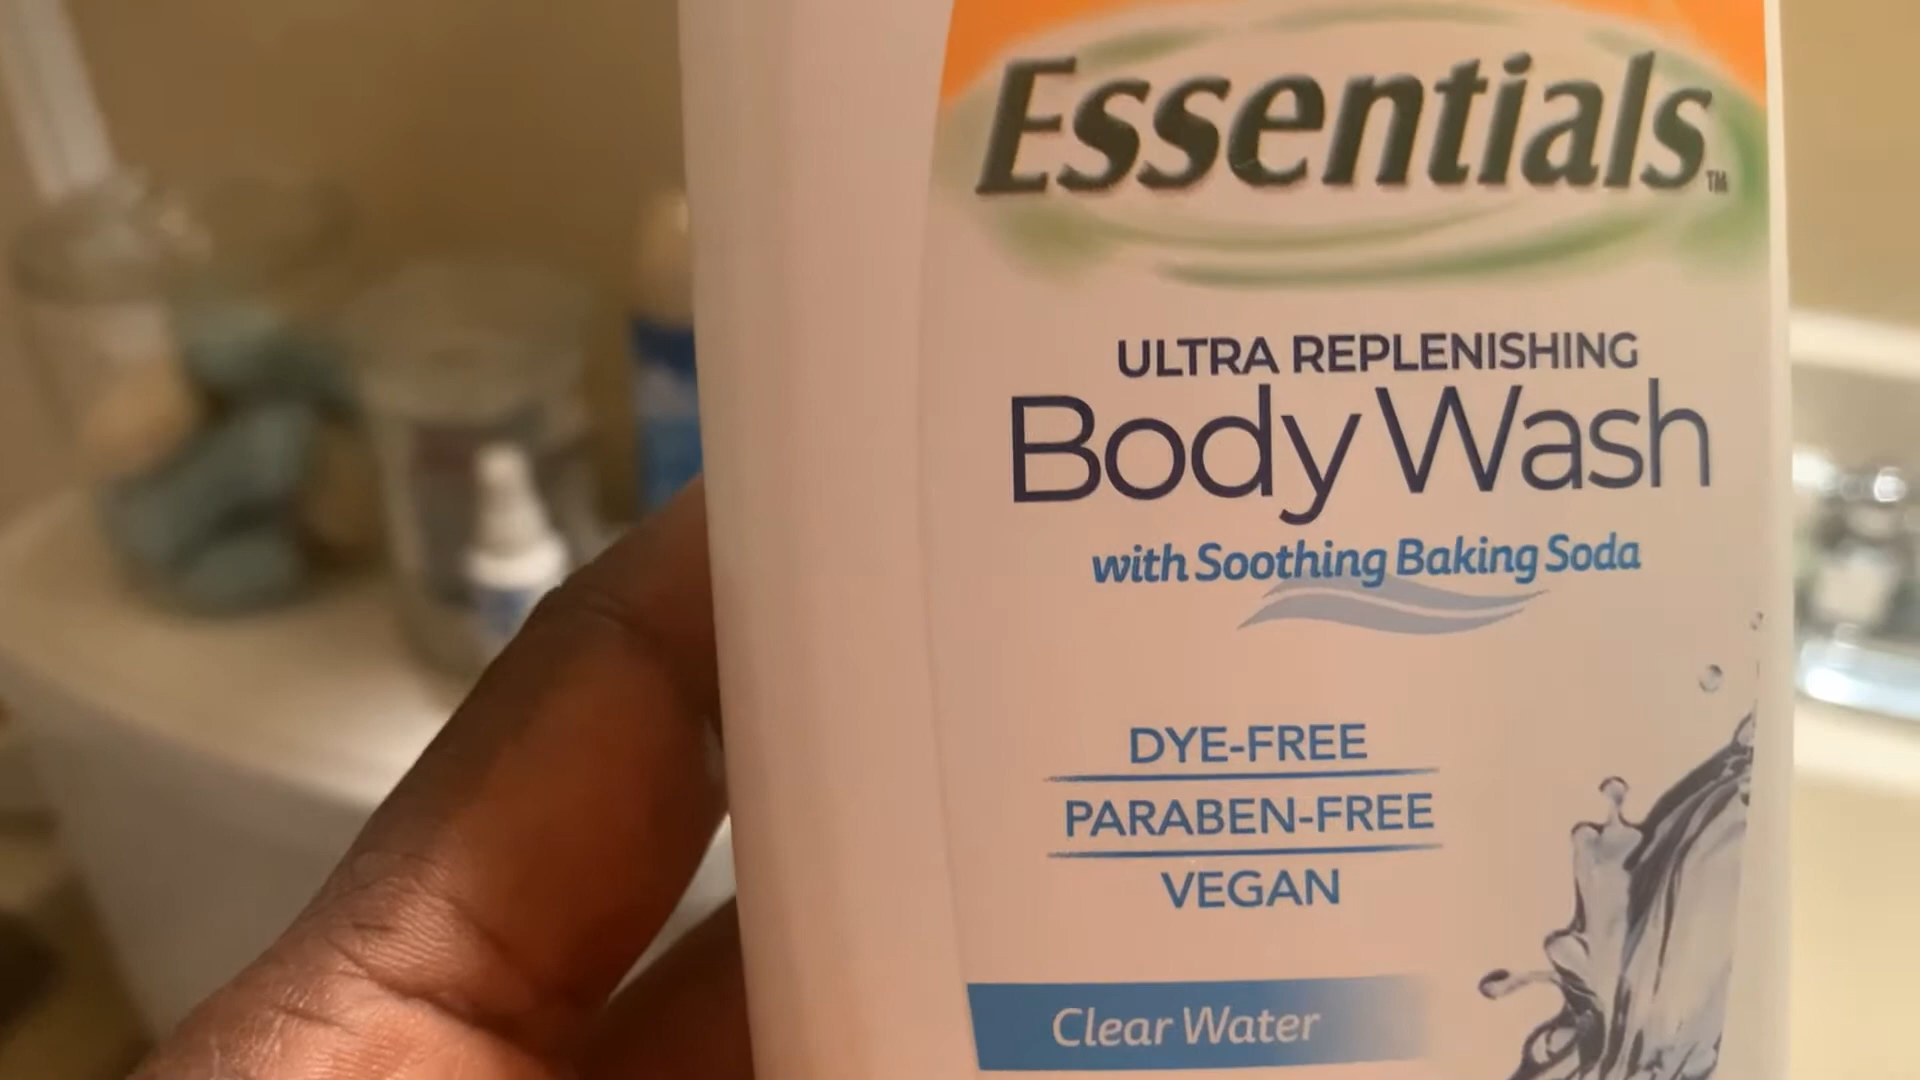 Essentials™
ULTRA REPLENISHING
Body Wash
with Soothing Baking Soda
DYE-FREE
PARABEN-FREE
VEGAN
Clear Water